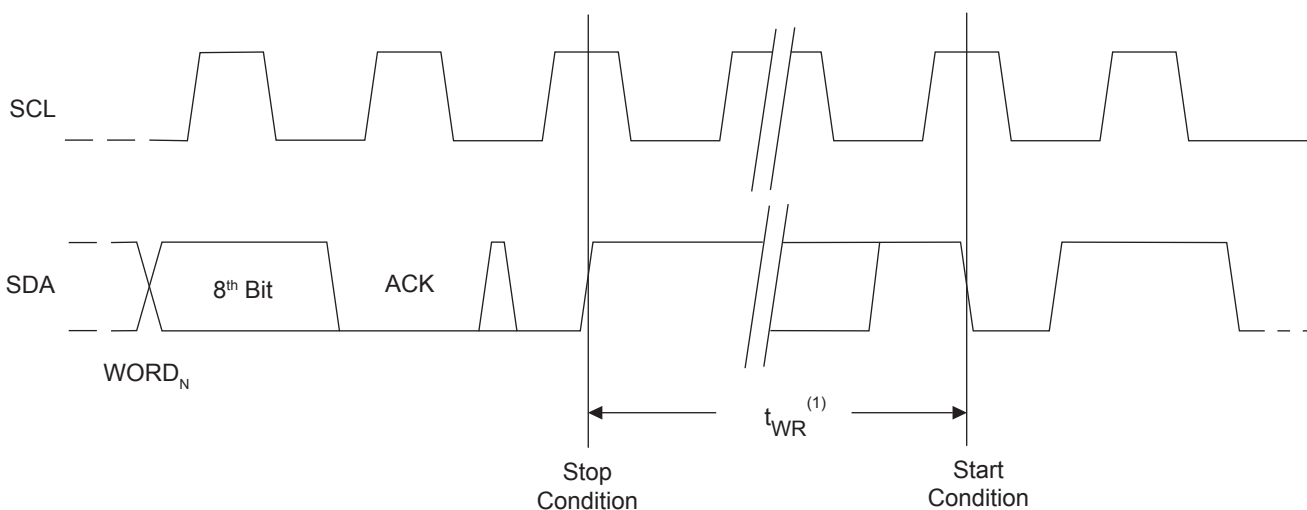 SCL
SDA
8th Bit
ACK
WORDN
tWR(1)
Stop
Condition
Start
Condition